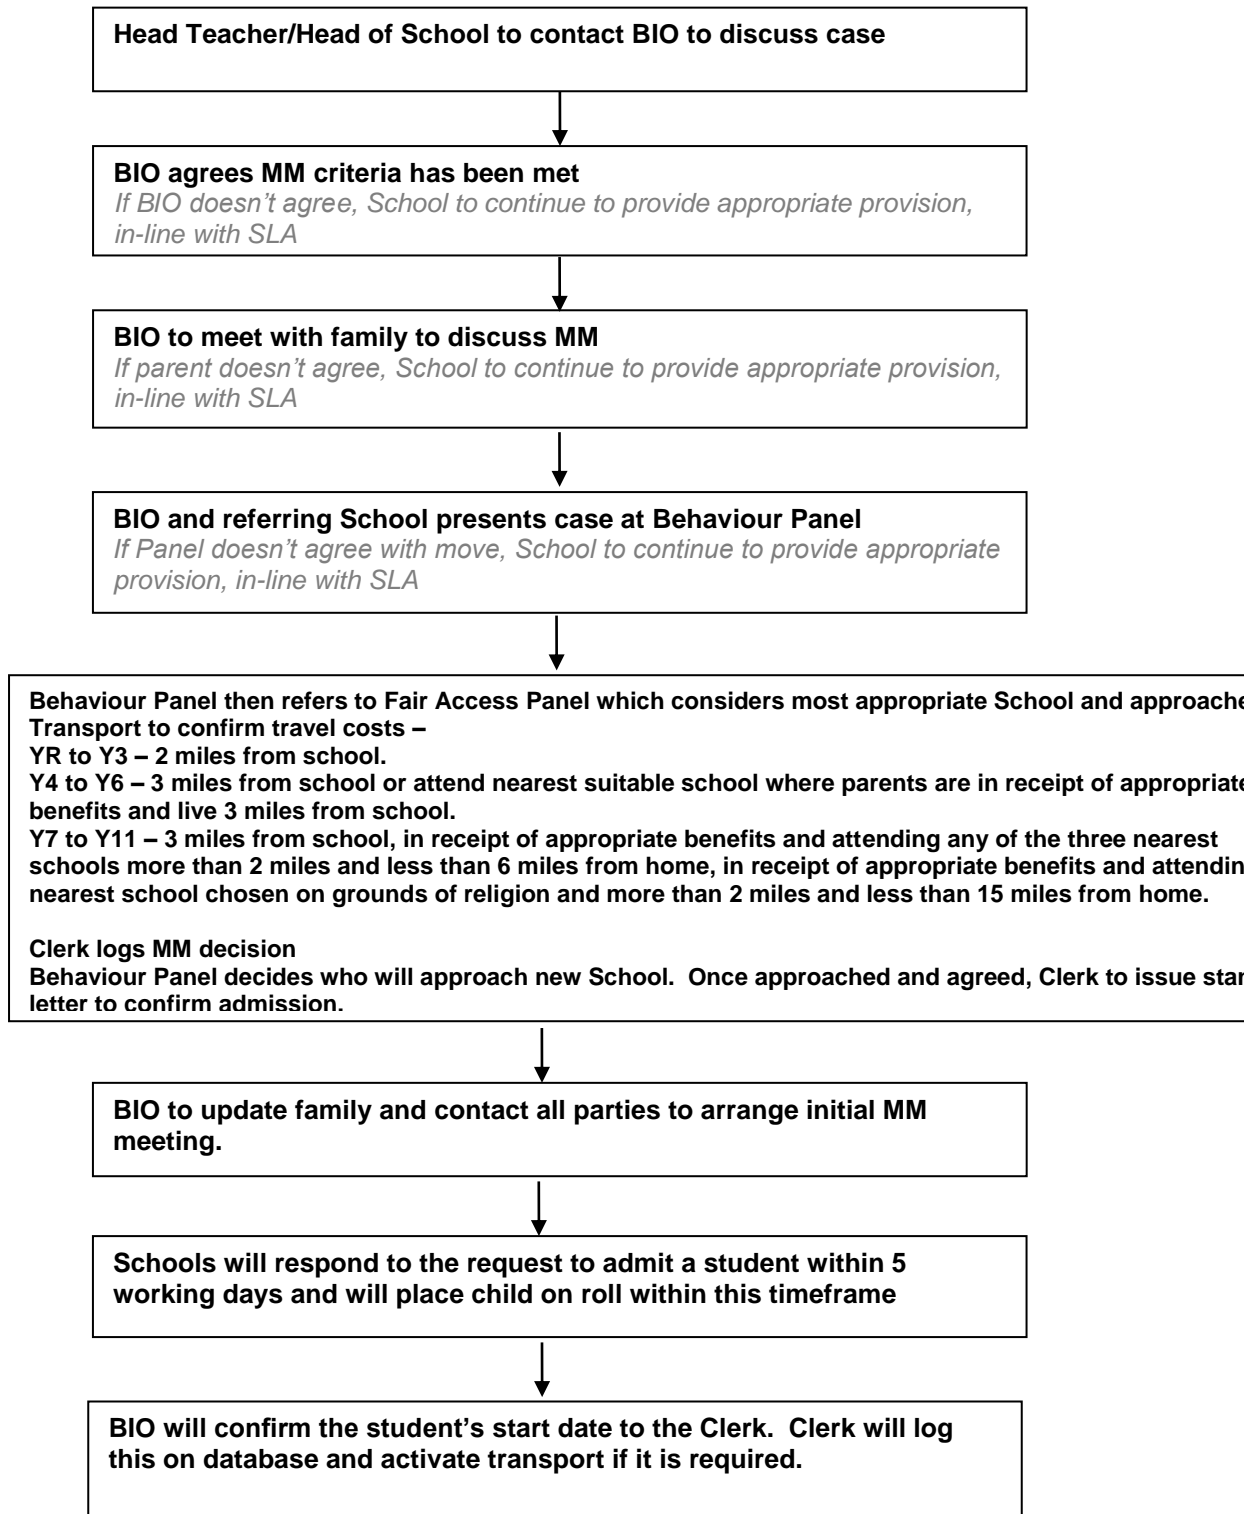 Head Teacher/Head of School to contact BIO to discuss case
BIO agrees MM criteria has been met
If BIO doesn’t agree, School to continue to provide appropriate provision,
in-line with SLA
BIO to meet with family to discuss MM
If parent doesn’t agree, School to continue to provide appropriate provision,
in-line with SLA
BIO and referring School presents case at Behaviour Panel
If Panel doesn’t agree with move, School to continue to provide appropriate
provision, in-line with SLA
Behaviour Panel then refers to Fair Access Panel which considers most appropriate School and approache
Transport to confirm travel costs –
YR to Y3 – 2 miles from school.
Y4 to Y6 – 3 miles from school or attend nearest suitable school where parents are in receipt of appropriate
benefits and live 3 miles from school.
Y7 to Y11 – 3 miles from school, in receipt of appropriate benefits and attending any of the three nearest
schools more than 2 miles and less than 6 miles from home, in receipt of appropriate benefits and attendin
nearest school chosen on grounds of religion and more than 2 miles and less than 15 miles from home.
Clerk logs MM decision
Behaviour Panel decides who will approach new School.  Once approached and agreed, Clerk to issue stan
letter to confirm admission.
BIO to update family and contact all parties to arrange initial MM
meeting.
Schools will respond to the request to admit a student within 5
working days and will place child on roll within this timeframe
BIO will confirm the student’s start date to the Clerk.  Clerk will log
this on database and activate transport if it is required.